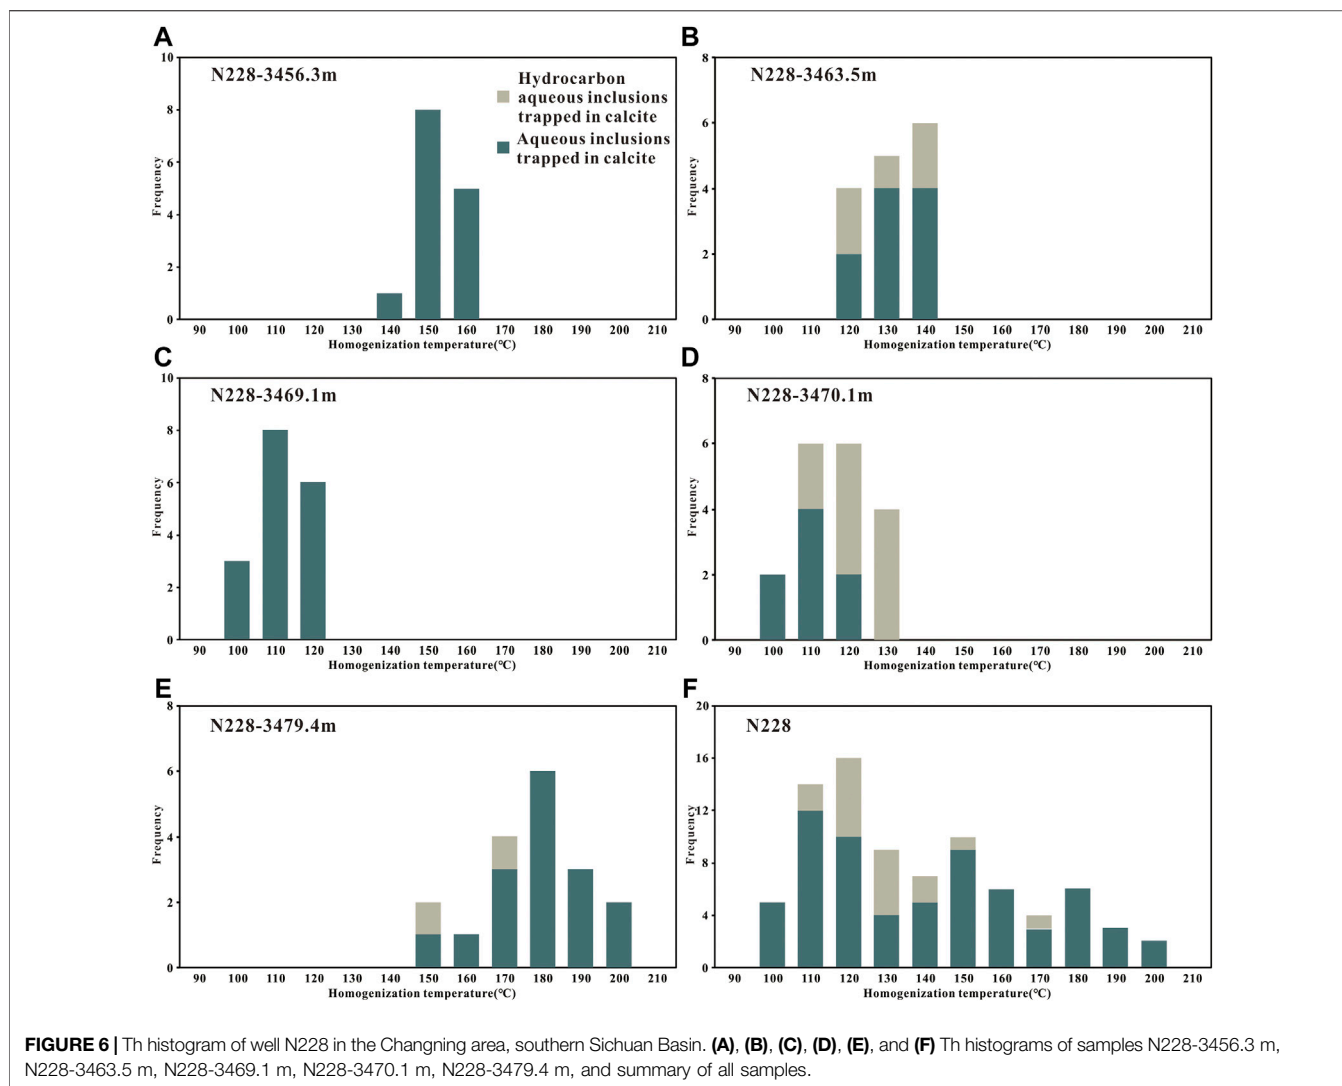 A
N228-3456.3m
Hydrocarbon
aqueous inclusions
trapped in calcite
Aqueous inclusions
trapped in calcite
Frequency
10
8
6
4
2
0
90 100 110 120 130 140 150 160 170 180 190 200 210
Homogenization temperature(℃)
B
N228-3463.5m
Frequency
8
6
4
2
0
90 100 110 120 130 140 150 160 170 180 190 200 210
Homogenization temperature(℃)
C
N228-3469.1m
Frequency
10
8
6
4
2
0
90 100 110 120 130 140 150 160 170 180 190 200 210
Homogenization temperature(℃)
D
N228-3470.1m
Frequency
8
6
4
2
0
90 100 110 120 130 140 150 160 170 180 190 200 210
Homogenization temperature(℃)
E
N228-3479.4m
Frequency
8
6
4
2
0
90 100 110 120 130 140 150 160 170 180 190 200 210
Homogenization temperature(℃)
F
N228
Frequency
20
16
12
8
4
0
90 100 110 120 130 140 150 160 170 180 190 200 210
Homogenization temperature(℃)
FIGURE 6 | Th histogram of well N228 in the Changning area, southern Sichuan Basin. (A), (B), (C), (D), (E), and (F) Th histograms of samples N228-3456.3 m,
N228-3463.5 m, N228-3469.1 m, N228-3470.1 m, N228-3479.4 m, and summary of all samples.